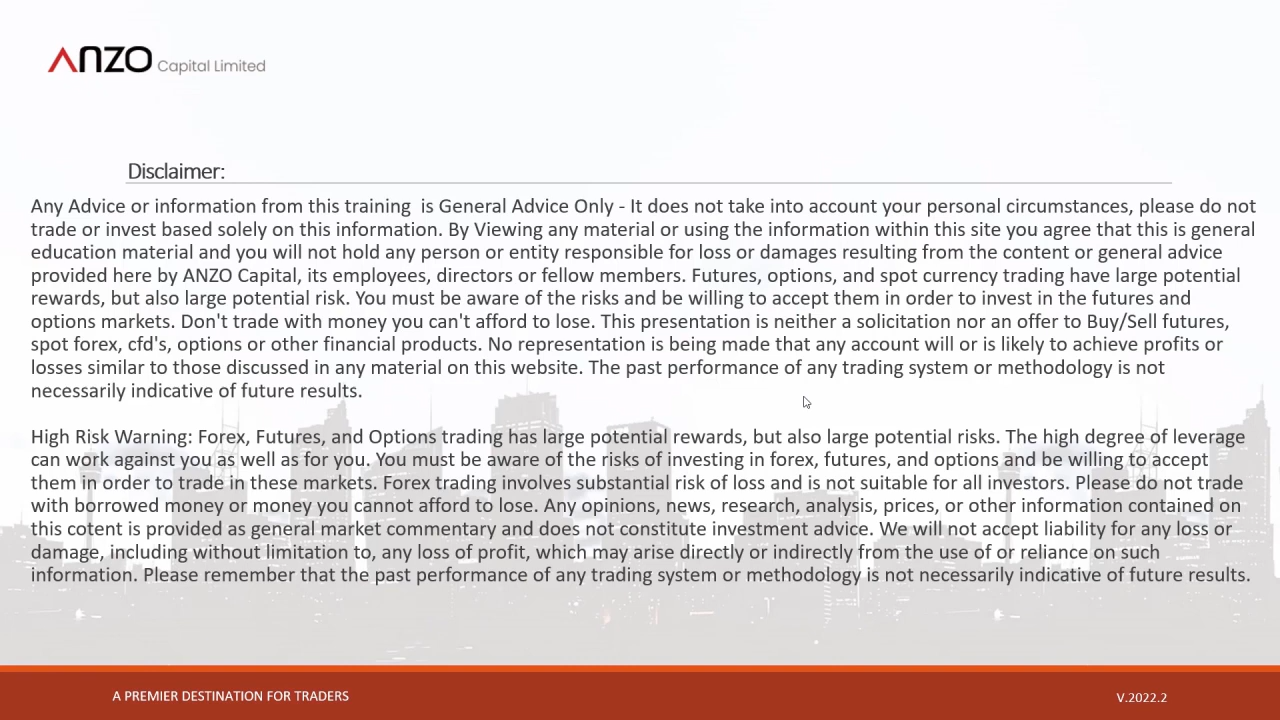 ANZO Capital Limited
Disclaimer:
Any Advice or information from this training  is General Advice Only - It does not take into account your personal circumstances, please do not
trade or invest based solely on this information. By Viewing any material or using the information within this site you agree that this is general
education material and you will not hold any person or entity responsible for loss or damages resulting from the content or general advice
provided here by ANZO Capital, its employees, directors or fellow members. Futures, options, and spot currency trading have large potential
rewards, but also large potential risk. You must be aware of the risks and be willing to accept them in order to invest in the futures and
options markets. Don't trade with money you can't afford to lose. This presentation is neither a solicitation nor an offer to Buy/Sell futures,
spot forex, cfd's, options or other financial products. No representation is being made that any account will or is likely to achieve profits or
losses similar to those discussed in any material on this website. The past performance of any trading system or methodology is not
necessarily indicative of future results.
High Risk Warning: Forex, Futures, and Options trading has large potential rewards, but also large potential risks. The high degree of leverage
can work against you as well as for you. You must be aware of the risks of investing in forex, futures, and options and be willing to accept
them in order to trade in these markets. Forex trading involves substantial risk of loss and is not suitable for all investors. Please do not trade
with borrowed money or money you cannot afford to lose. Any opinions, news, research, analysis, prices, or other information contained on
this cotent is provided as general market commentary and does not constitute investment advice. We will not accept liability for any loss or
damage, including without limitation to, any loss of profit, which may arise directly or indirectly from the use of or reliance on such
information. Please remember that the past performance of any trading system or methodology is not necessarily indicative of future results.
A PREMIER DESTINATION FOR TRADERS
V.2022.2